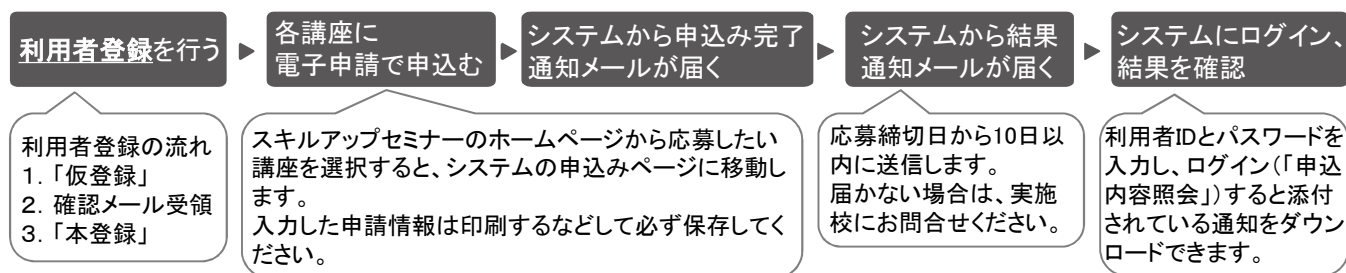 利用者登録を行う
各講座に
電子申請で申込む
システムから申込み完了
通知メールが届く
システムから結果
通知メールが届く
システムにログイン、
結果を確認
利用者登録の流れ
1．「仮登録」
2．確認メール受領
3．「本登録」
スキルアップセミナーのホームページから応募したい
講座を選択すると、システムの申込みページに移動し
ます。
入力した申請情報は印刷するなどして必ず保存してく
ださい。
応募締切日から10日以
内に送信します。
届かない場合は、実施
校にお問合せください。
利用者IDとパスワードを
入力し、ログイン(「申込
内容照会」)すると添付
されている通知をダウン
ロードできます。